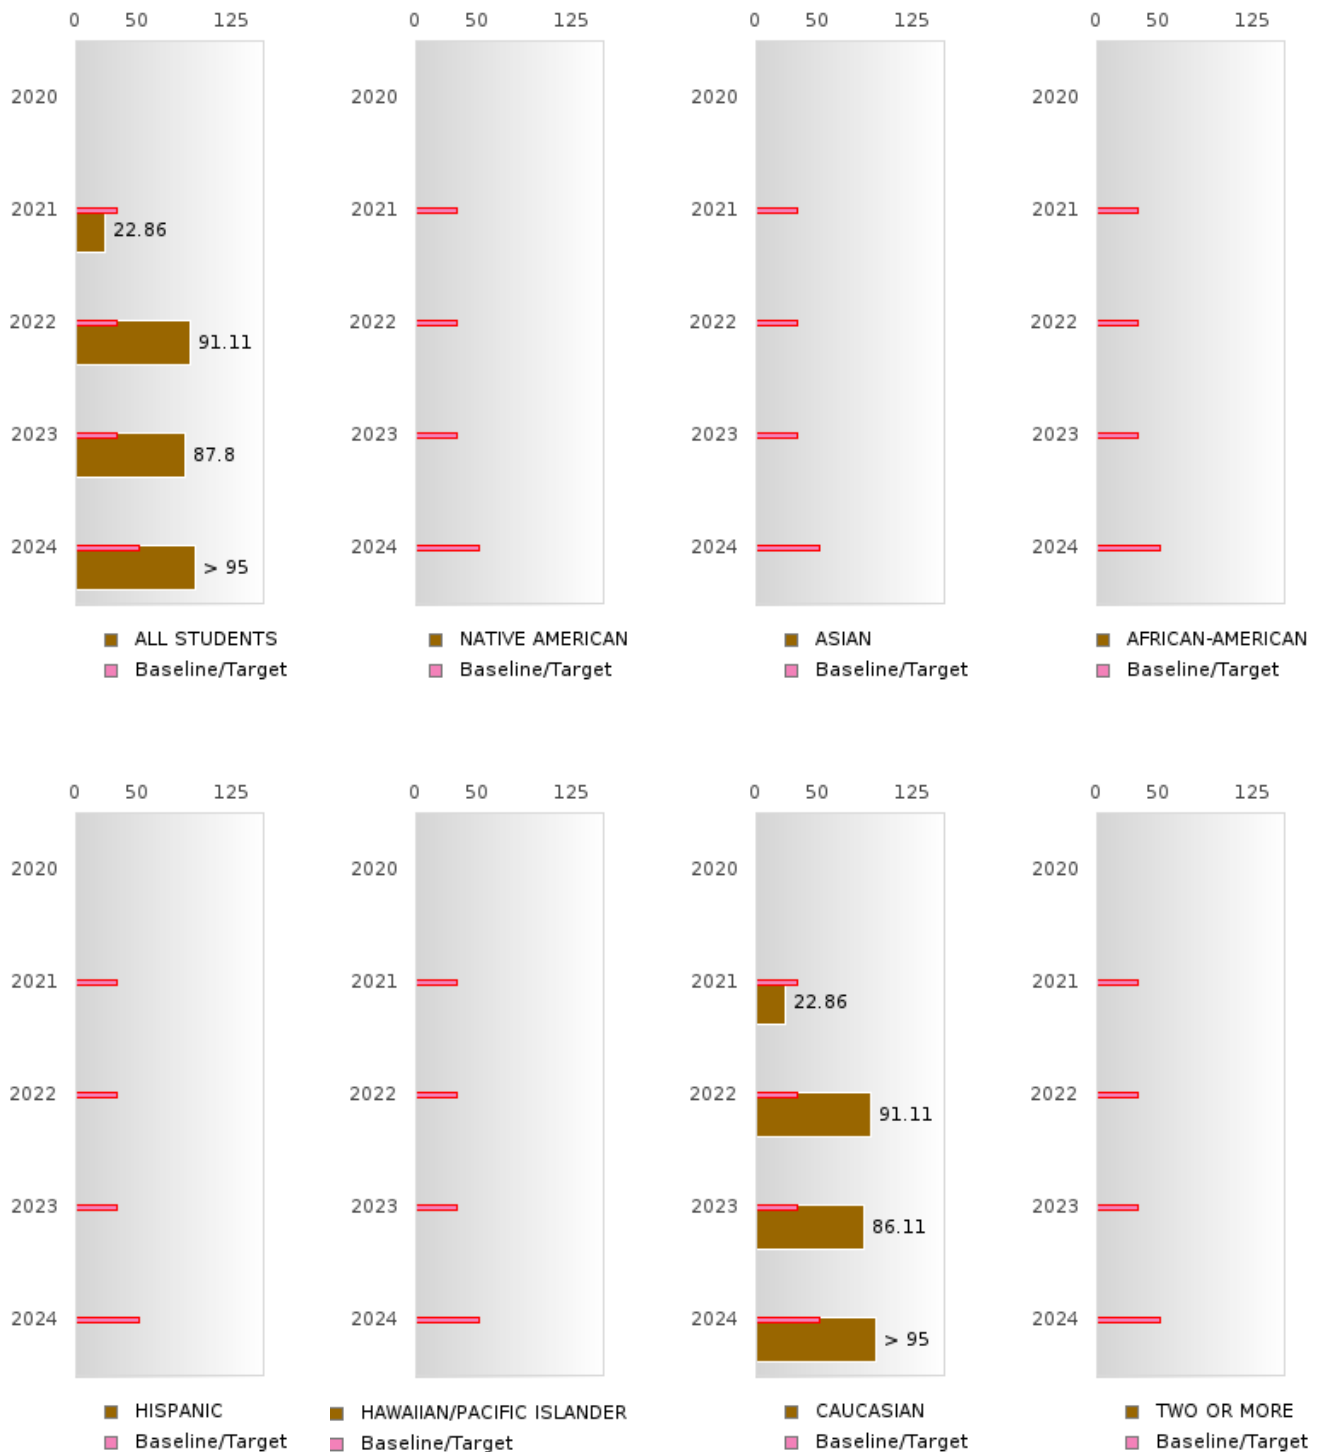 0 50 125 0 50 125 0 50 125 0 50 125
2020 2020 2020 2020
2021 2021 2021 2021
22.86
2022 2022 2022 2022
91.11
2023 2023 2023 2023
87.8
2024 2024 2024 2024
> 95
ALL STUDENTS NATIVE AMERICAN ASIAN AFRICAN-AMERICAN
Baseline/Target Baseline/Target Baseline/Target Baseline/Target
0 50 125 0 50 125 0 50 125 0 50 125
2020 2020 2020 2020
2021 2021 2021 2021
22.86
2022 2022 2022 2022
91.11
2023 2023 2023 2023
86.11
2024 2024 2024 2024
> 95
HISPANIC HAWAIIAN/PACIFIC ISLANDER CAUCASIAN TWO OR MORE
Baseline/Target Baseline/Target Baseline/Target Baseline/Target